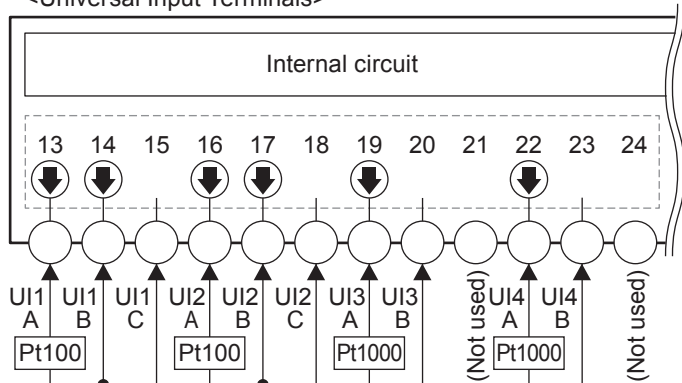 <Universal Input Terminals>
Internal circuit
13 14 15 16 17 18 19 20 21 22 23 24
UI1 A
UI1 B
UI1 C
UI2 A
UI2 B
UI2 C
UI3 A
UI3 B
(Not used)
UI4 A
UI4 B
(Not used)
Pt100
Pt100
Pt1000
Pt1000